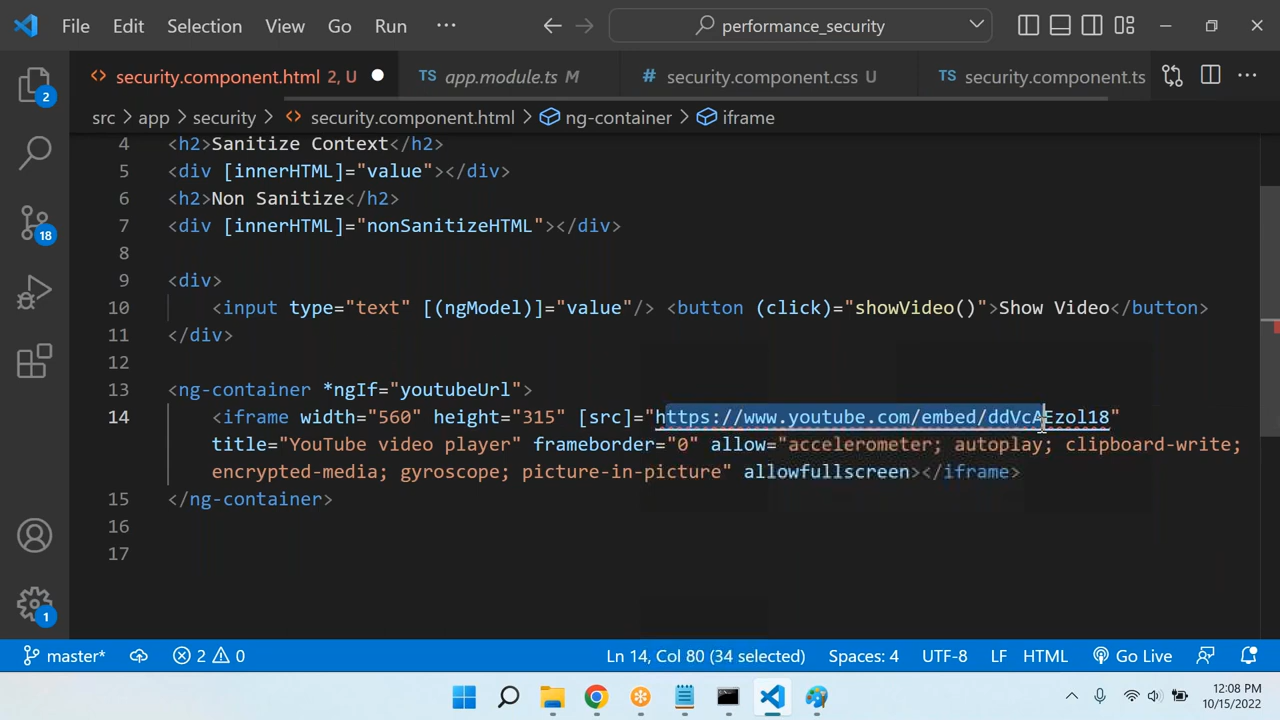 File Edit Selection View Go Run ··· performance_security
security.component.html 2, U TS app.module.ts M # security.component.css U TS security.component.ts
src > app > security > security.component.html > ng-container > iframe
4 <h2>Sanitize Context</h2>
5 <div [innerHTML]="value"></div>
6 <h2>Non Sanitize</h2>
7 <div [innerHTML]="nonSanitizeHTML"></div>
8
9 <div>
10 <input type="text" [(ngModel)]="value"/> <button (click)="showVideo()">Show Video</button>
11 </div>
12
13 <ng-container *ngIf="youtubeUrl">
14 <iframe width="560" height="315" [src]="https://www.youtube.com/embed/ddVcAEzol18"
title="YouTube video player" frameborder="0" allow="accelerometer; autoplay; clipboard-write;
encrypted-media; gyroscope; picture-in-picture" allowfullscreen></iframe>
15 </ng-container>
16
17
2
18
1
master* 2 0 Ln 14, Col 80 (34 selected) Spaces: 4 UTF-8 LF HTML Go Live
12:08 PM
10/15/2022